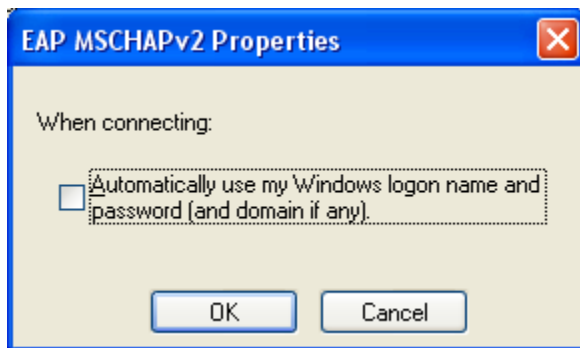 EAP MSCHAPv2 Properties
When connecting:
Automatically use my Windows logon name and
password (and domain if any).
OK
Cancel